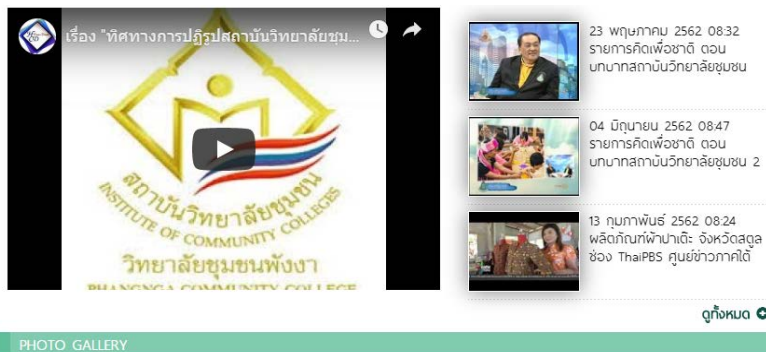 เรื่อง "ทิศทางการปฏิรูปสถาบันวิทยาลัยชุม...
สถาบันวิทยาลัยชุมชน
INSTITUTE OF COMMUNITY COLLEGES
วิทยาลัยชุมชนพังงา
PHANGNGA COMMUNITY COLLEGE
23 พฤษภาคม 2562 08:32
รายการคิดเพื่อชาติ ตอน
บทบาทสถาบันวิทยาลัยชุมชน
04 มิถุนายน 2562 08:47
รายการคิดเพื่อชาติ ตอน
บทบาทสถาบันวิทยาลัยชุมชน 2
13 กุมภาพันธ์ 2562 08:24
ผลิตภัณฑ์ผ้าปาเต๊ะ จังหวัดสตูล
ช่อง ThaiPBS ศูนย์ข่าวภาคใต้
ดูทั้งหมด
PHOTO GALLERY